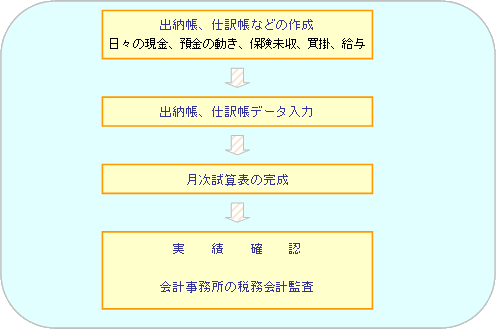 出納帳、仕訳帳などの作成
日々の現金、預金の動き、保険未収、買掛、給与
出納帳、仕訳帳データ入力
月次試算表の完成
実　績　確　認
会計事務所の税務会計監査